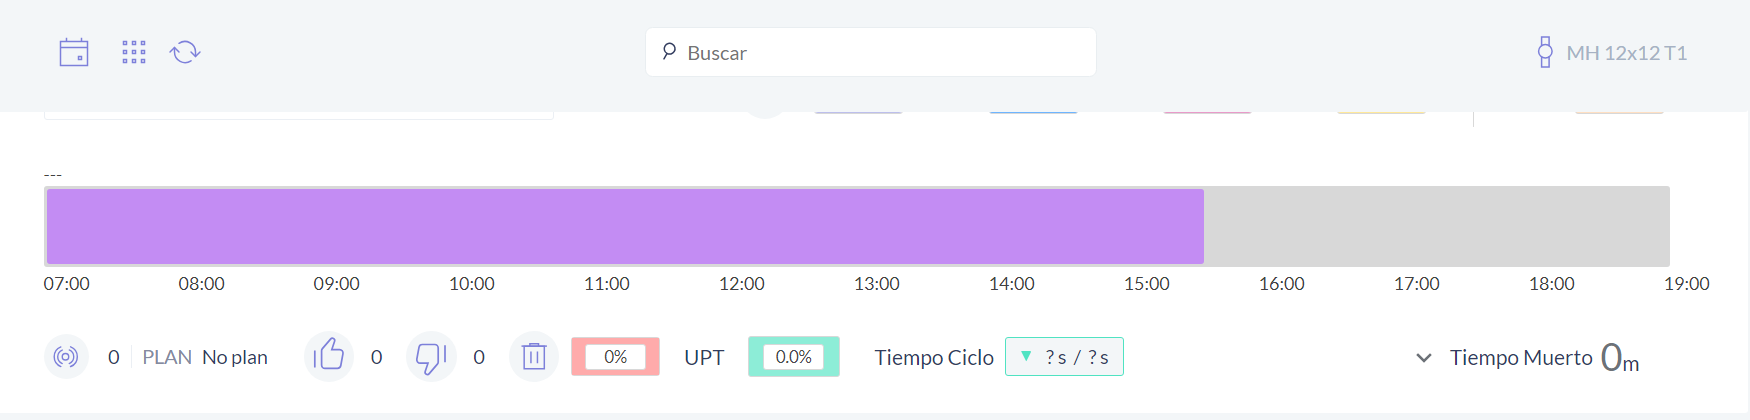 Buscar
MH 12x12 T1
---
07:00 08:00 09:00 10:00 11:00 12:00 13:00 14:00 15:00 16:00 17:00 18:00 19:00
0 PLAN No plan 0 0 0% UPT 0.0% Tiempo Ciclo ▼ ?s / ?s Tiempo Muerto 0m